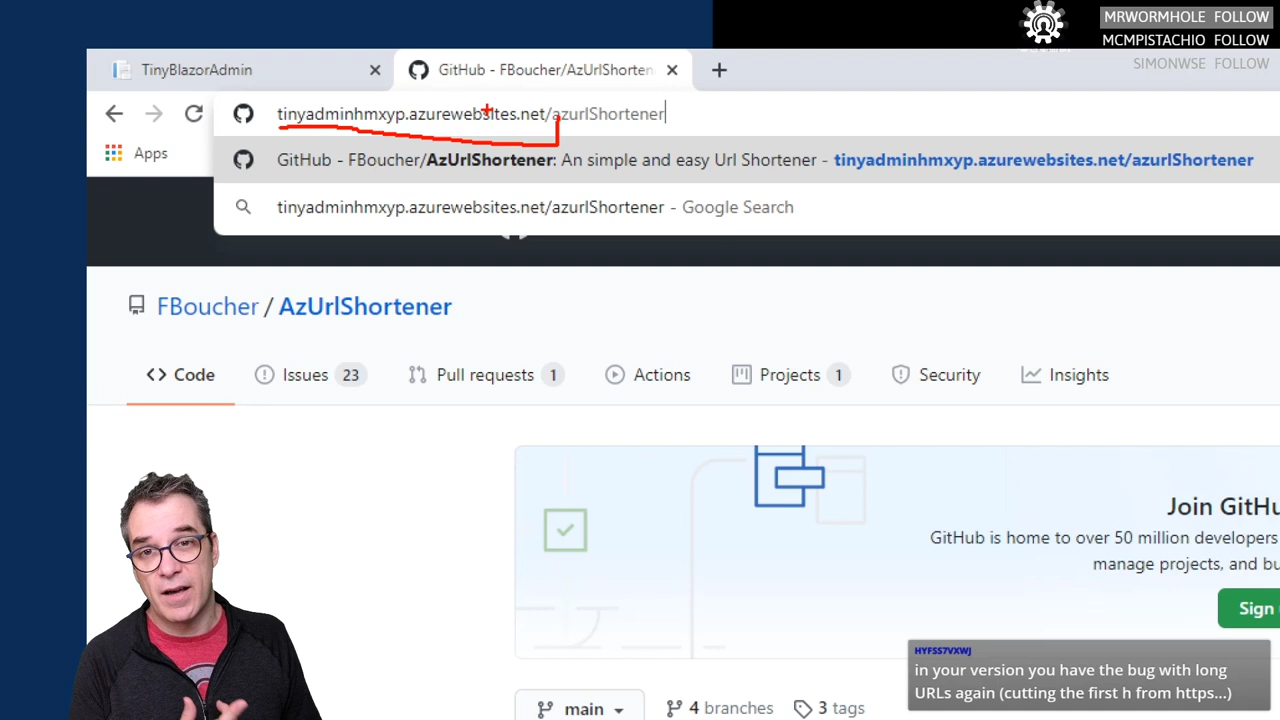 MRWORMHOLE FOLLOW
MCMPISTACHIO FOLLOW
SIMONWSE FOLLOW
TinyBlazorAdmin
GitHub - FBoucher/AzUrlShorten
tinyadminhmxyp.azurewebsites.net/azurlShortener
Apps
GitHub - FBoucher/AzUrlShortener: An simple and easy Url Shortener - tinyadminhmxyp.azurewebsites.net/azurlShortener
tinyadminhmxyp.azurewebsites.net/azurlShortener - Google Search
FBoucher / AzUrlShortener
Code Issues 23 Pull requests 1 Actions Projects 1 Security Insights
Join GitHu
GitHub is home to over 50 million developers
manage projects, and bu
Sign
HYFSS7VXWJ
in your version you have the bug with long
URLs again (cutting the first h from https...)
main 4 branches 3 tags